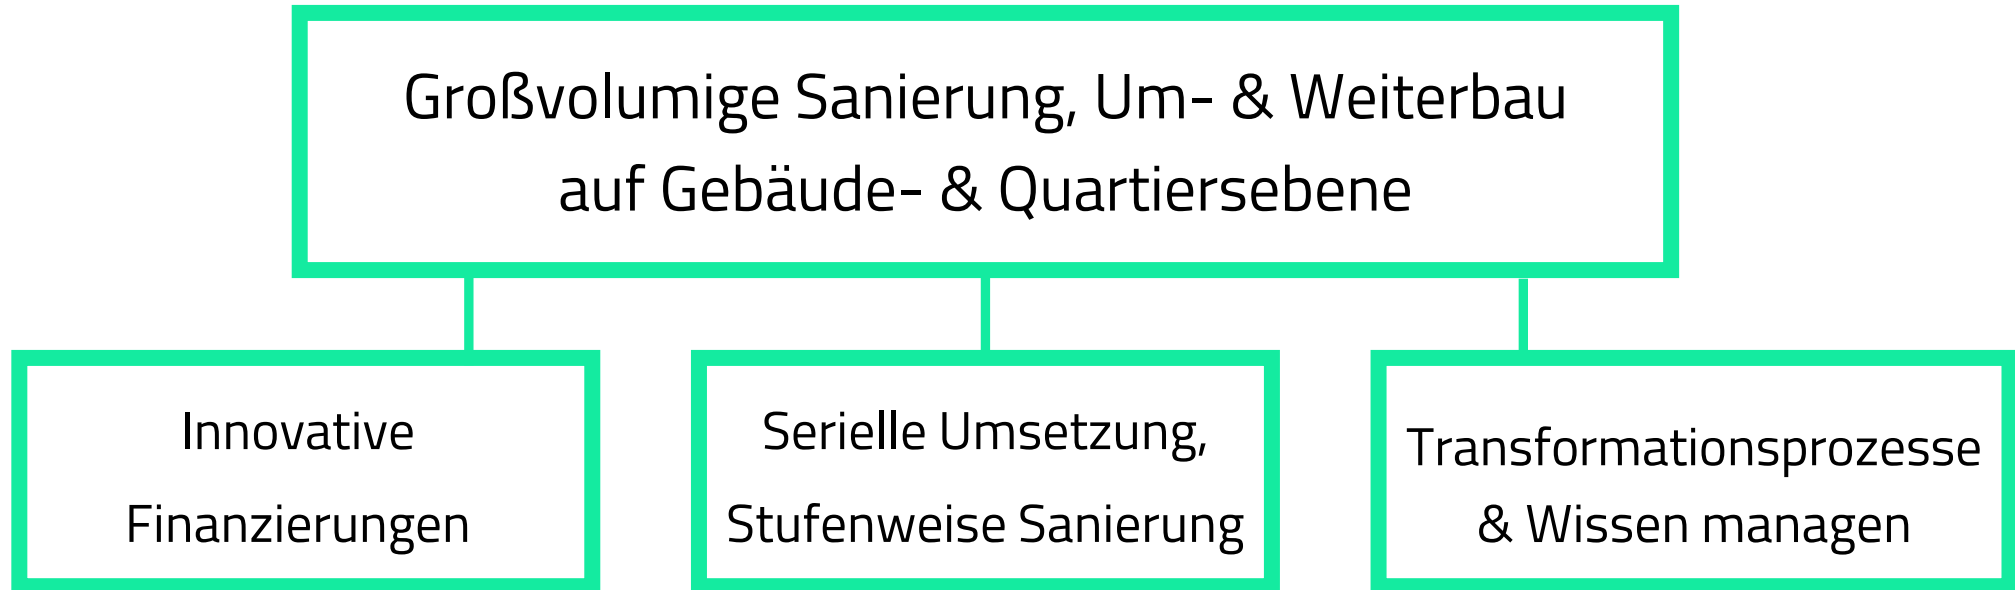 Großvolumige Sanierung, Um- & Weiterbau
auf Gebäude- & Quartiersebene
Innovative
Finanzierungen
Serielle Umsetzung,
Stufenweise Sanierung
Transformationsprozesse
& Wissen managen